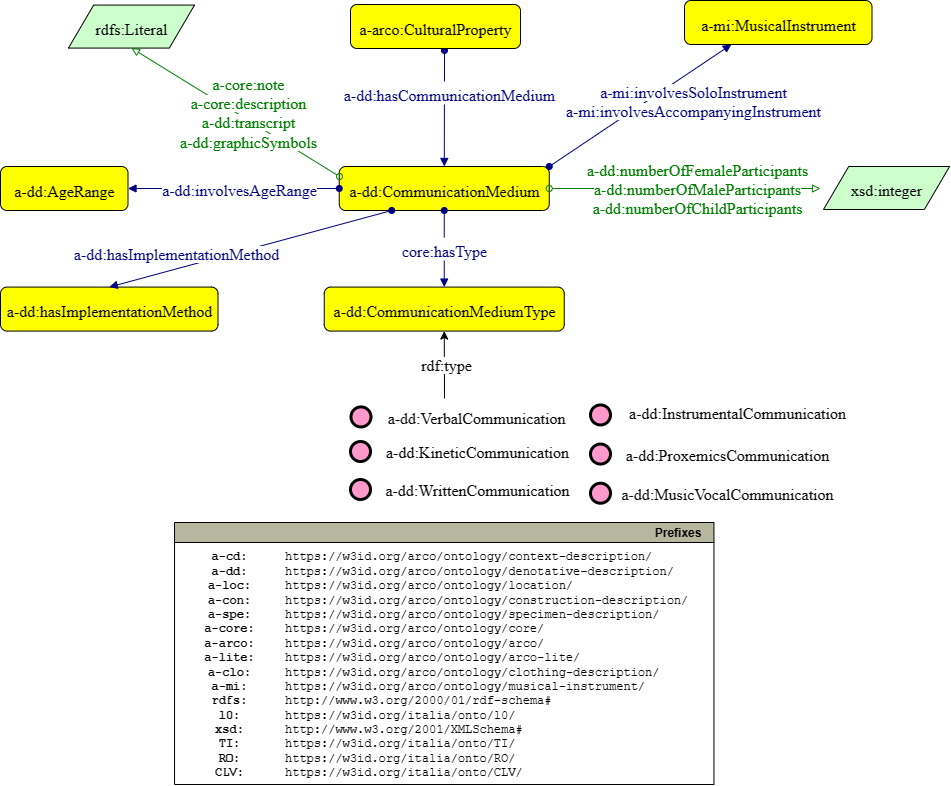 rdfs:Literal
a-arco:CulturalProperty
a-mi:MusicalInstrument
a-core:note
a-core:description
a-dd:transcript
a-dd:graphicSymbols
a-dd:hasCommunicationMedium
a-mi:involvesSoloInstrument
a-mi:involvesAccompanyingInstrument
a-dd:AgeRange
a-dd:involvesAgeRange
a-dd:CommunicationMedium
a-dd:numberOfFemaleParticipants
a-dd:numberOfMaleParticipants
a-dd:numberOfChildParticipants
xsd:integer
a-dd:hasImplementationMethod
core:hasType
a-dd:hasImplementationMethod
a-dd:CommunicationMediumType
rdf:type
a-dd:VerbalCommunication
a-dd:InstrumentalCommunication
a-dd:KineticCommunication
a-dd:ProxemicsCommunication
a-dd:WrittenCommunication
a-dd:MusicVocalCommunication
Prefixes
a-cd: https://w3id.org/arco/ontology/context-description/
a-dd: https://w3id.org/arco/ontology/denotative-description/
a-loc: https://w3id.org/arco/ontology/location/
a-con: https://w3id.org/arco/ontology/construction-description/
a-spe: https://w3id.org/arco/ontology/specimen-description/
a-core: https://w3id.org/arco/ontology/core/
a-arco: https://w3id.org/arco/ontology/arco/
a-lite: https://w3id.org/arco/ontology/arco-lite/
a-clo: https://w3id.org/arco/ontology/clothing-description/
a-mi: https://w3id.org/arco/ontology/musical-instrument/
rdfs: http://www.w3.org/2000/01/rdf-schema#
l0: https://w3id.org/italia/onto/l0/
xsd: http://www.w3.org/2001/XMLSchema#
TI: https://w3id.org/italia/onto/TI/
RO: https://w3id.org/italia/onto/RO/
CLV: https://w3id.org/italia/onto/CLV/